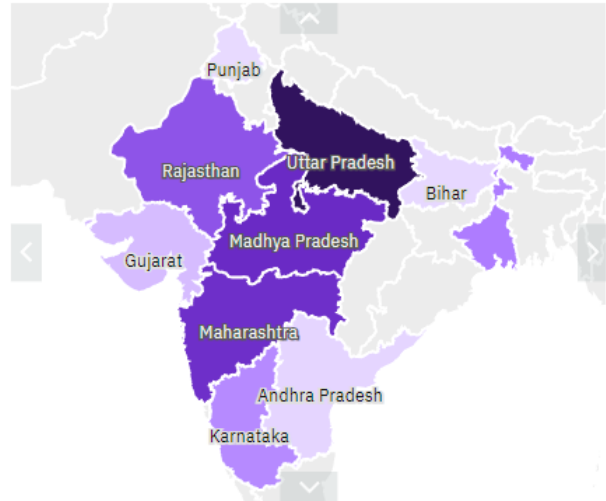 Punjab
Rajasthan
Uttar Pradesh
Bihar
Madhya Pradesh
Gujarat
Maharashtra
Andhra Pradesh
Karnataka